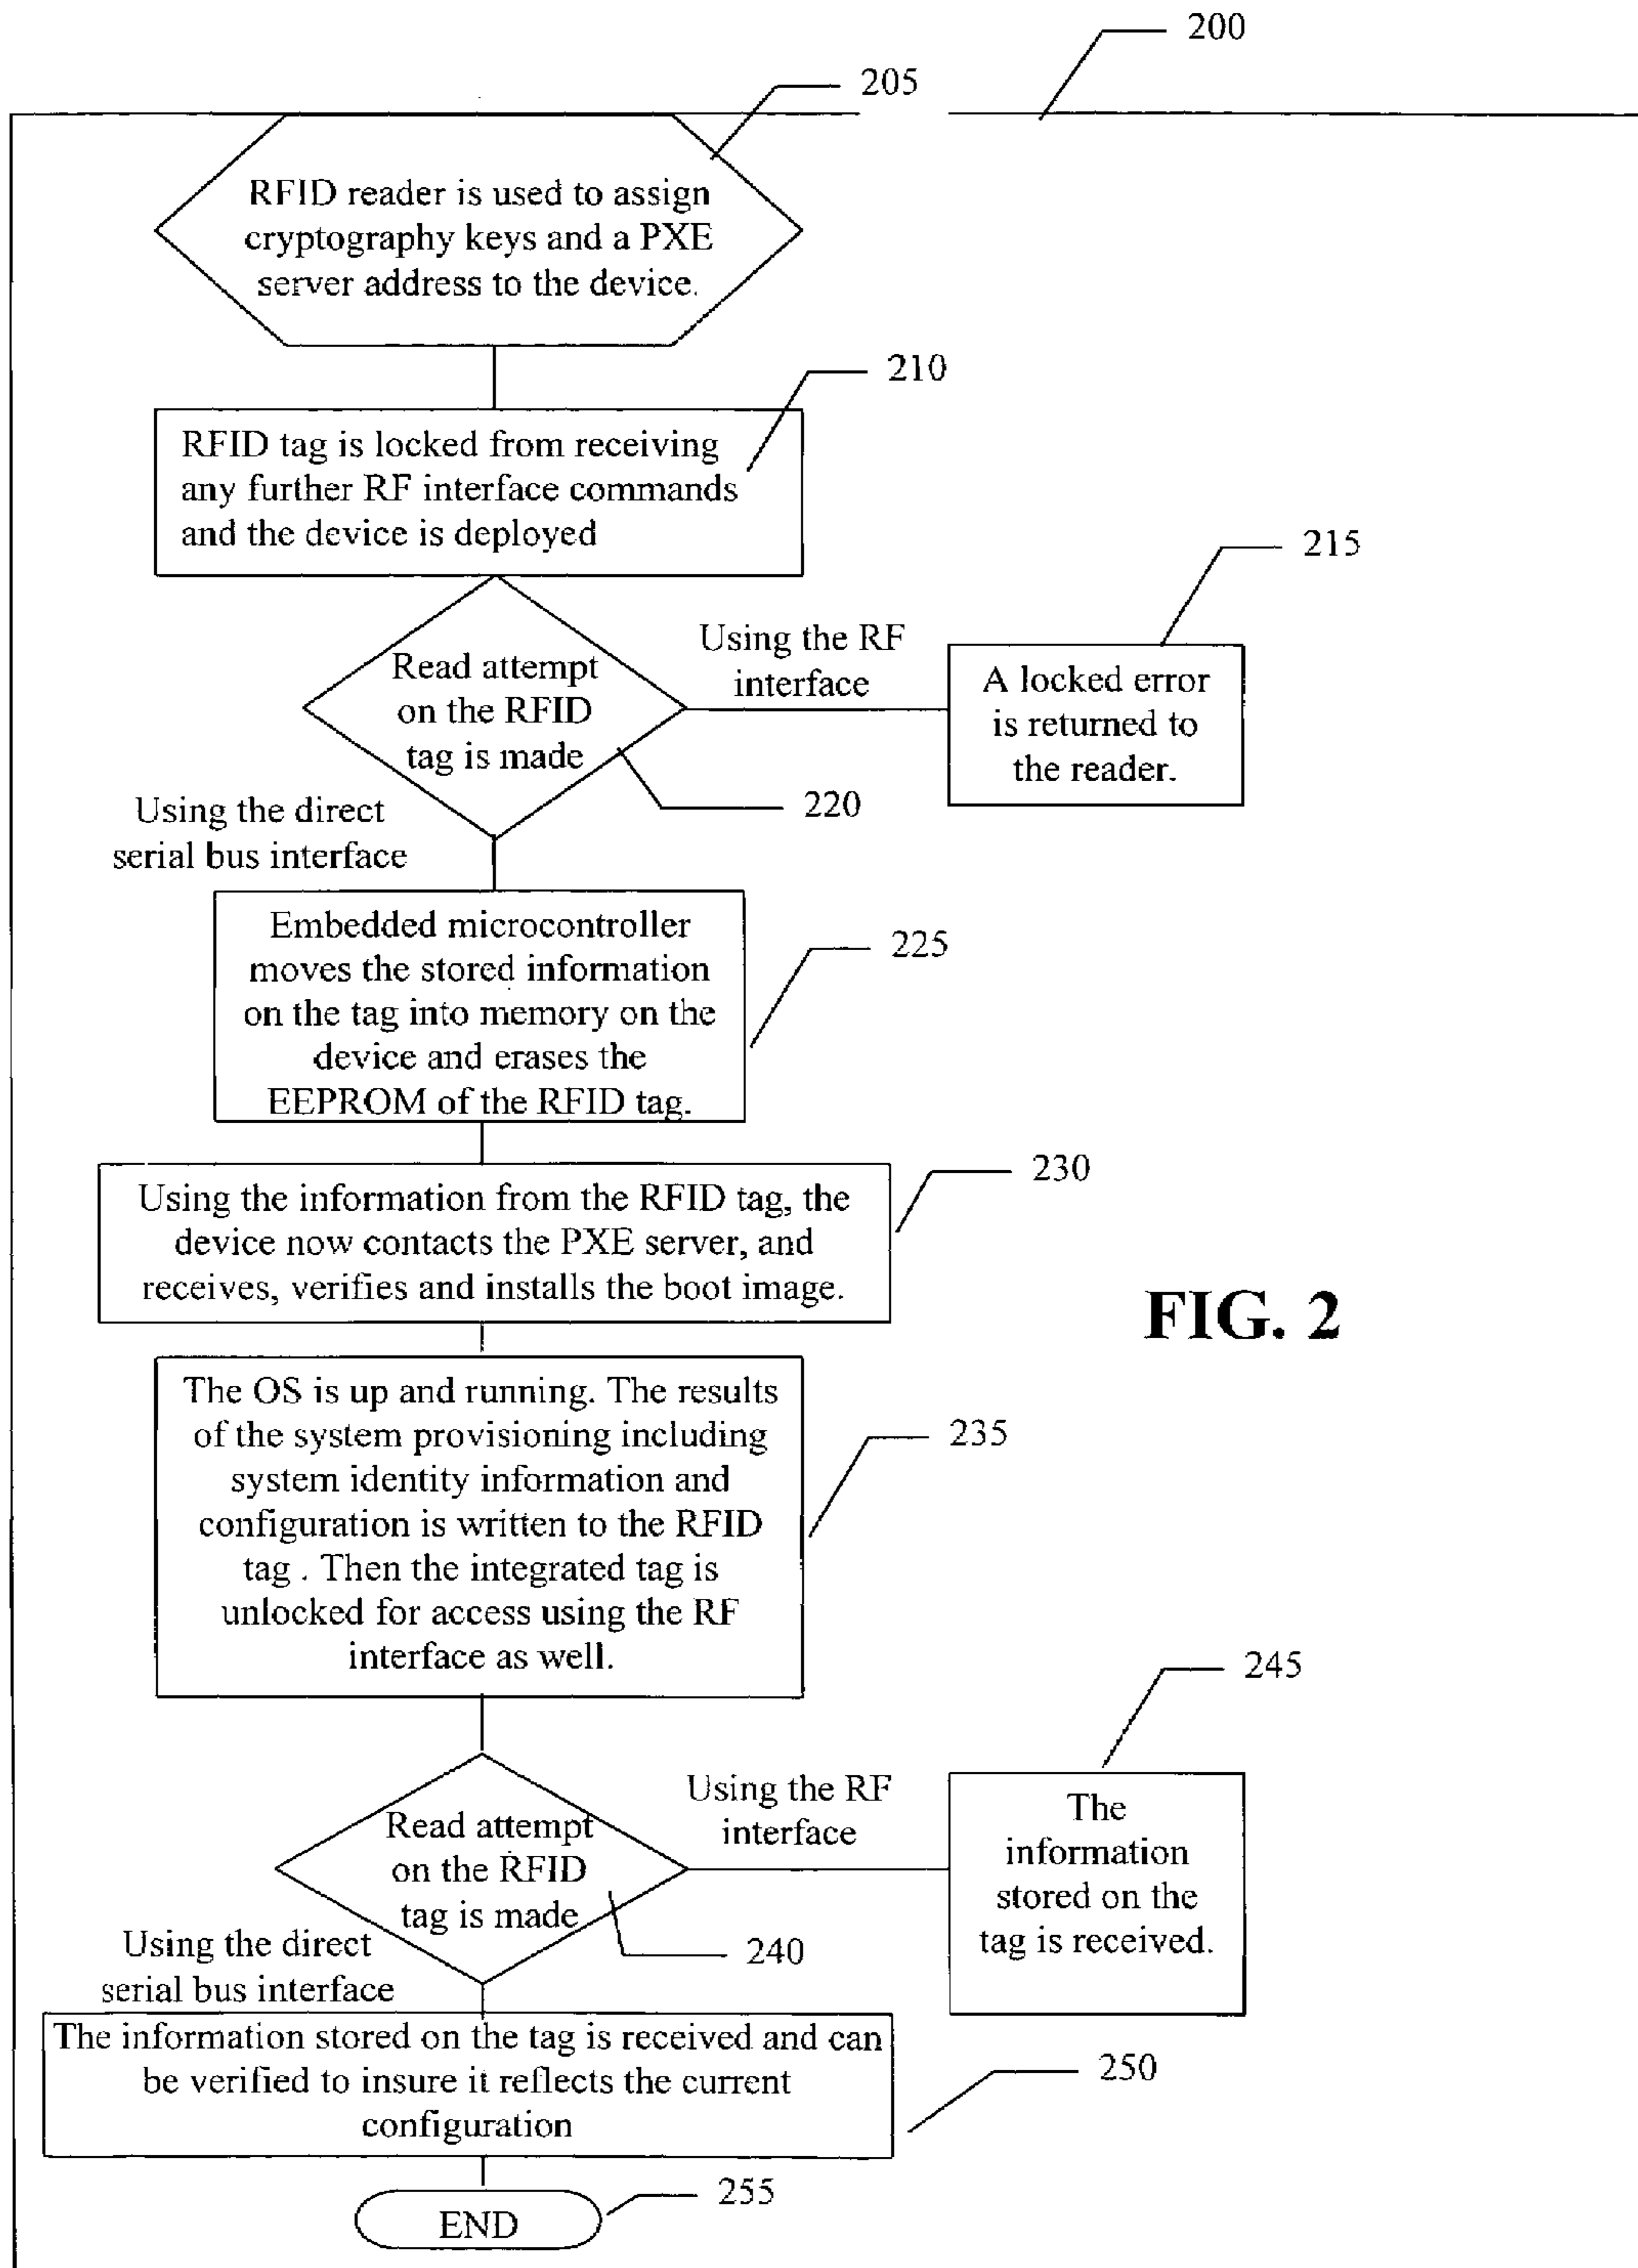 200
205
RFID reader is used to assign
cryptography keys and a PXE
server address to the device.
210
RFID tag is locked from receiving
any further RF interface commands
and the device is deployed
215
Using the RF
interface
A locked error
is returned to
the reader.
Read attempt
on the RFID
tag is made
220
Using the direct
serial bus interface
Embedded microcontroller
moves the stored information
on the tag into memory on the
device and erases the
EEPROM of the RFID tag.
225
230
Using the information from the RFID tag, the
device now contacts the PXE server, and
receives, verifies and installs the boot image.
FIG. 2
The OS is up and running. The results
of the system provisioning including
system identity information and
configuration is written to the RFID
tag . Then the integrated tag is
unlocked for access using the RF
interface as well.
235
245
Using the RF
interface
The
information
stored on the
tag is received.
Read attempt
on the RFID
tag is made
240
Using the direct
serial bus interface
The information stored on the tag is received and can
be verified to insure it reflects the current
configuration
250
255
END